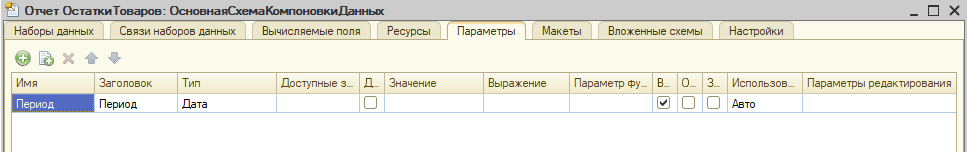 Отчет ОстаткиТоваров: ОсновнаяСхемаКомпоновкиДанных
Наборы данных Связи наборов данных Вычисляемые поля Ресурсы Параметры Макеты Вложенные схемы Настройки
Имя Заголовок Тип Доступные з... Д... Значение Выражение Параметр фу... В... О... З... Использов... Параметры редактирования
Период Период Дата Авто